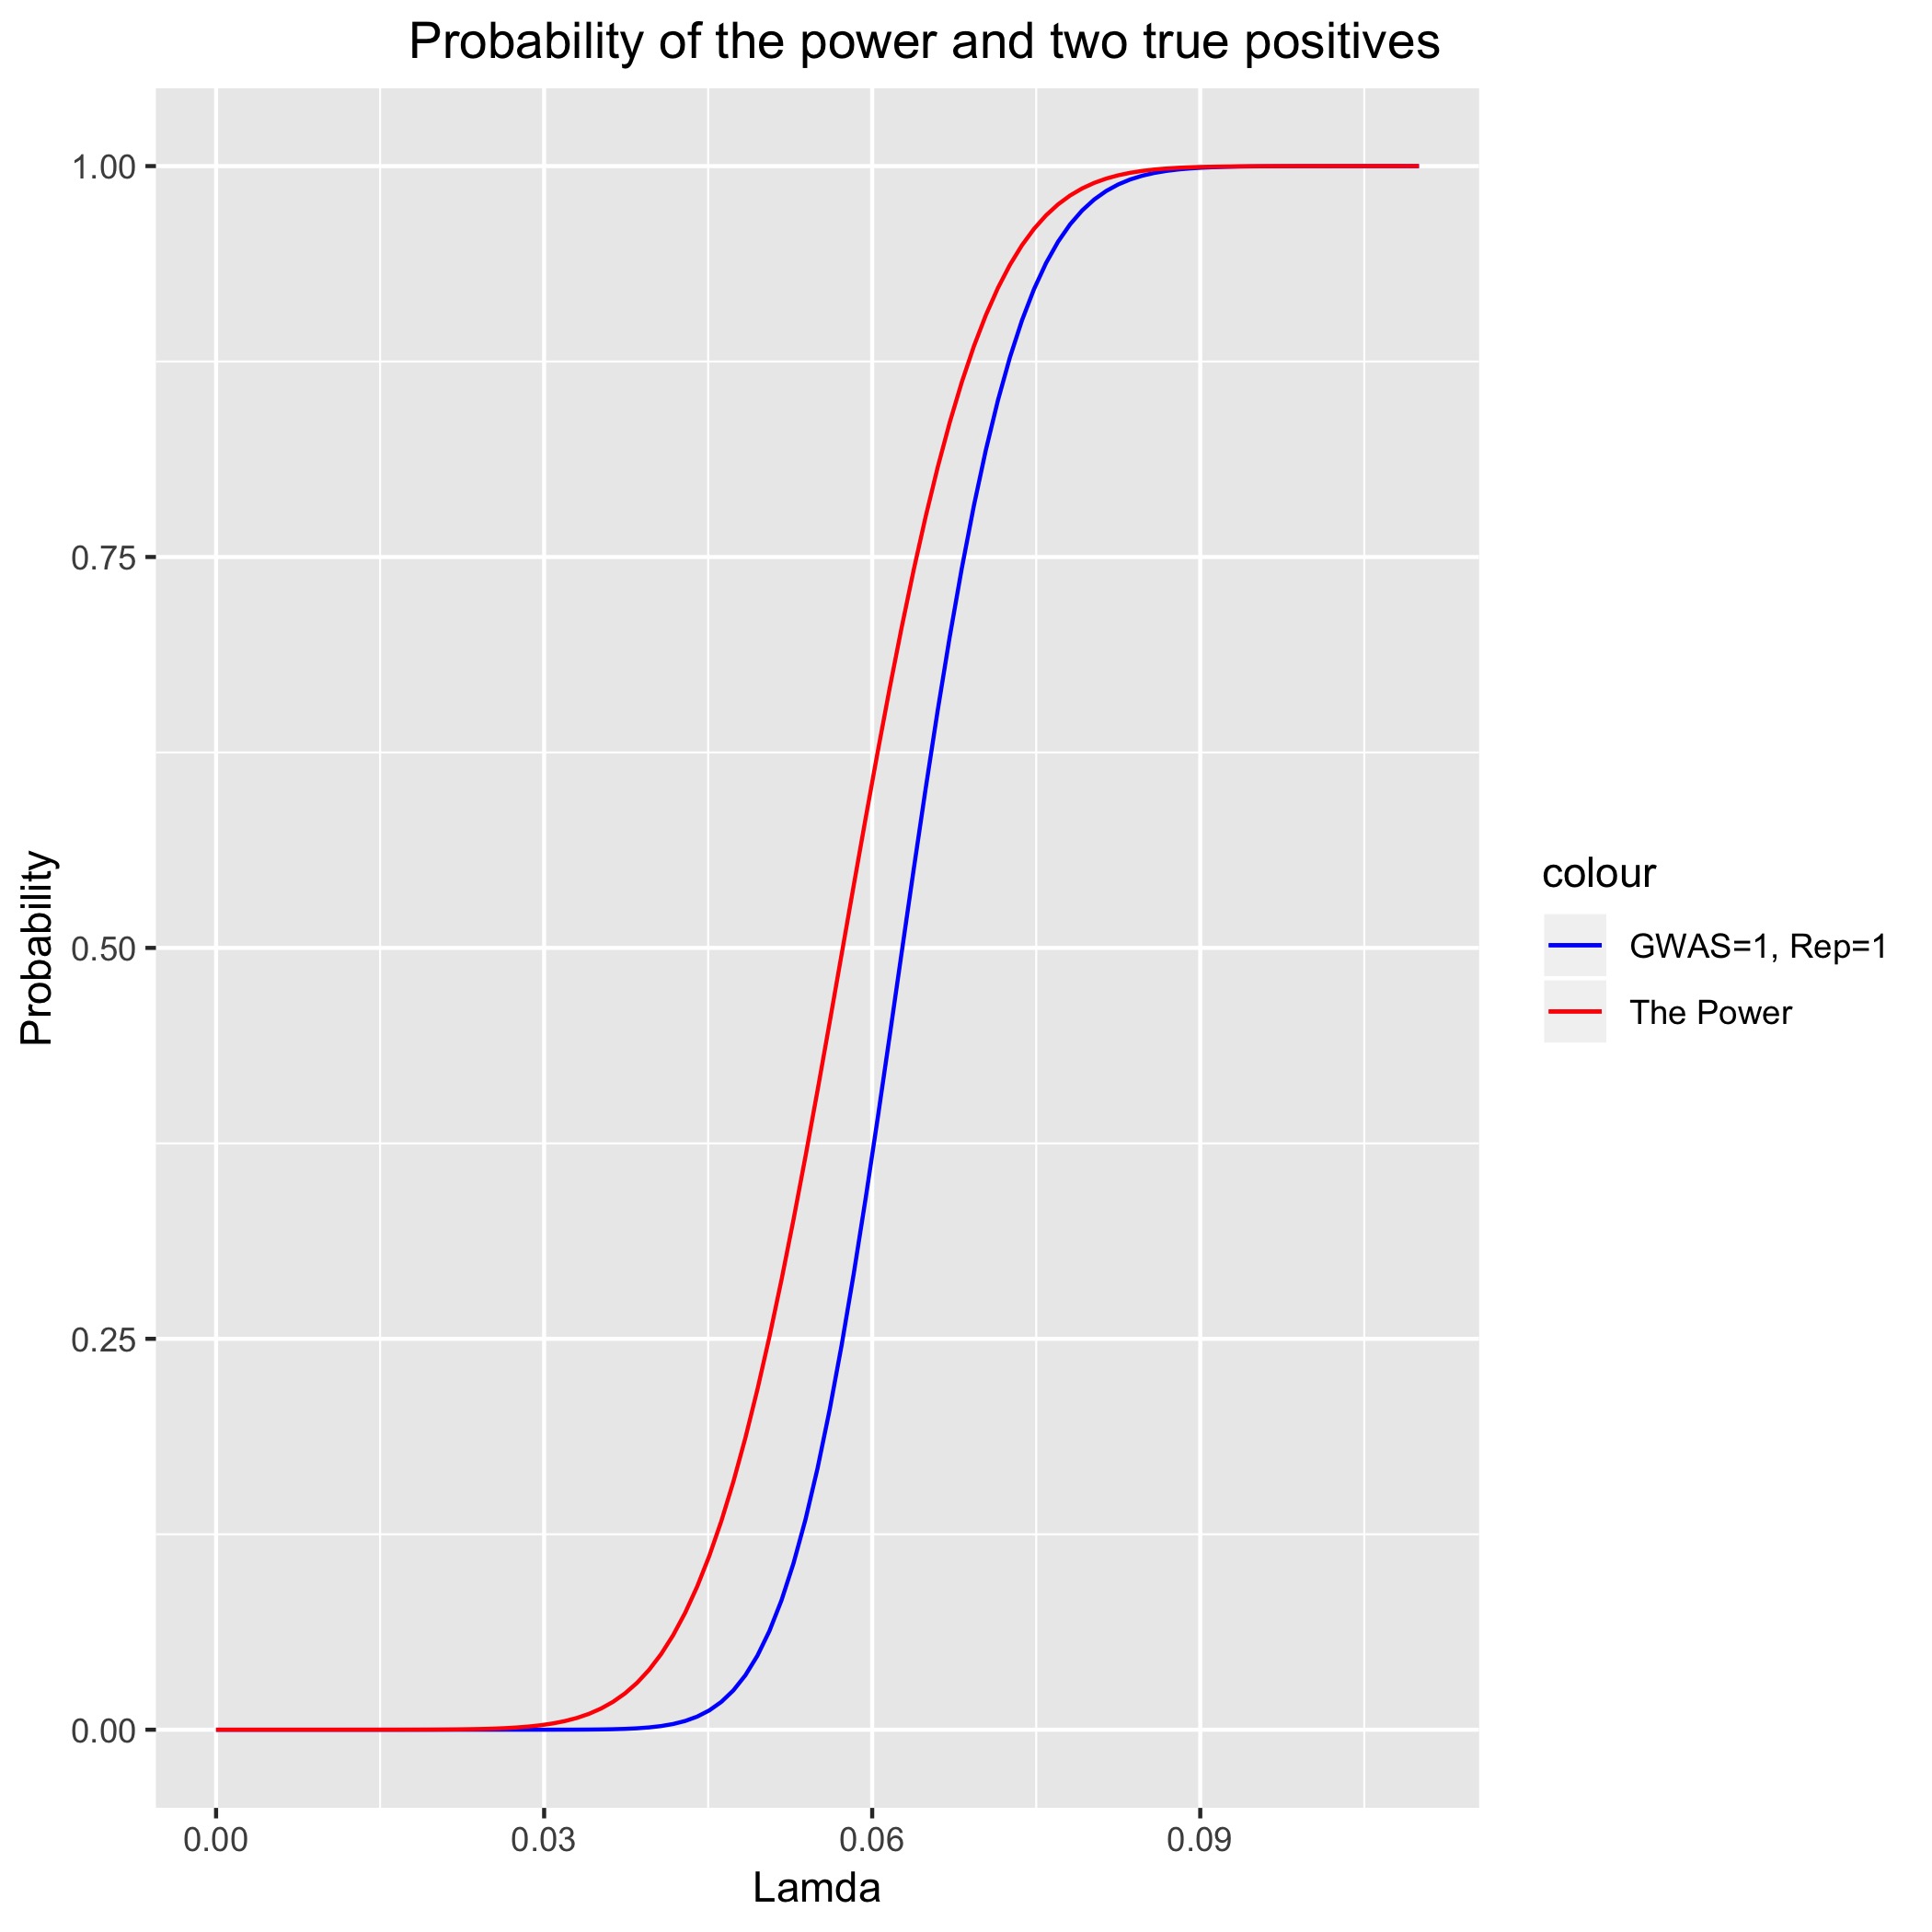 Probability of the power and two true positives
1.00
0.75
0.50
0.25
0.00
Probability
0.00 0.03 0.06 0.09
Lamda
colour
GWAS=1, Rep=1
The Power